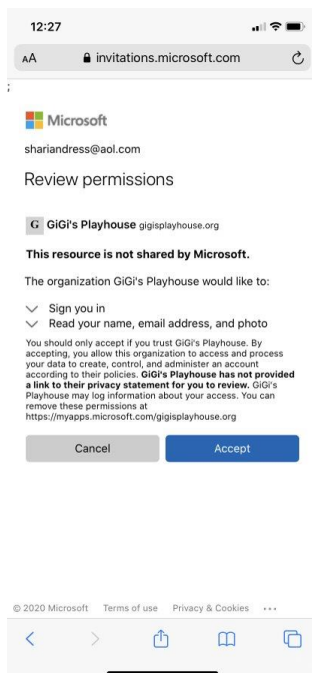 12:27
AA invitations.microsoft.com
;
Microsoft
shariandress@aol.com
Review permissions
G GiGi's Playhouse gigisplayhouse.org
This resource is not shared by Microsoft.
The organization GiGi's Playhouse would like to:
Sign you in
Read your name, email address, and photo
You should only accept if you trust GiGi's Playhouse. By
accepting, you allow this organization to access and process
your data to create, control, and administer an account
according to their policies. GiGi's Playhouse has not provided
a link to their privacy statement for you to review. GiGi's
Playhouse may log information about your access. You can
remove these permissions at
https://myapps.microsoft.com/gigisplayhouse.org
Cancel Accept
© 2020 Microsoft Terms of use Privacy & Cookies ...